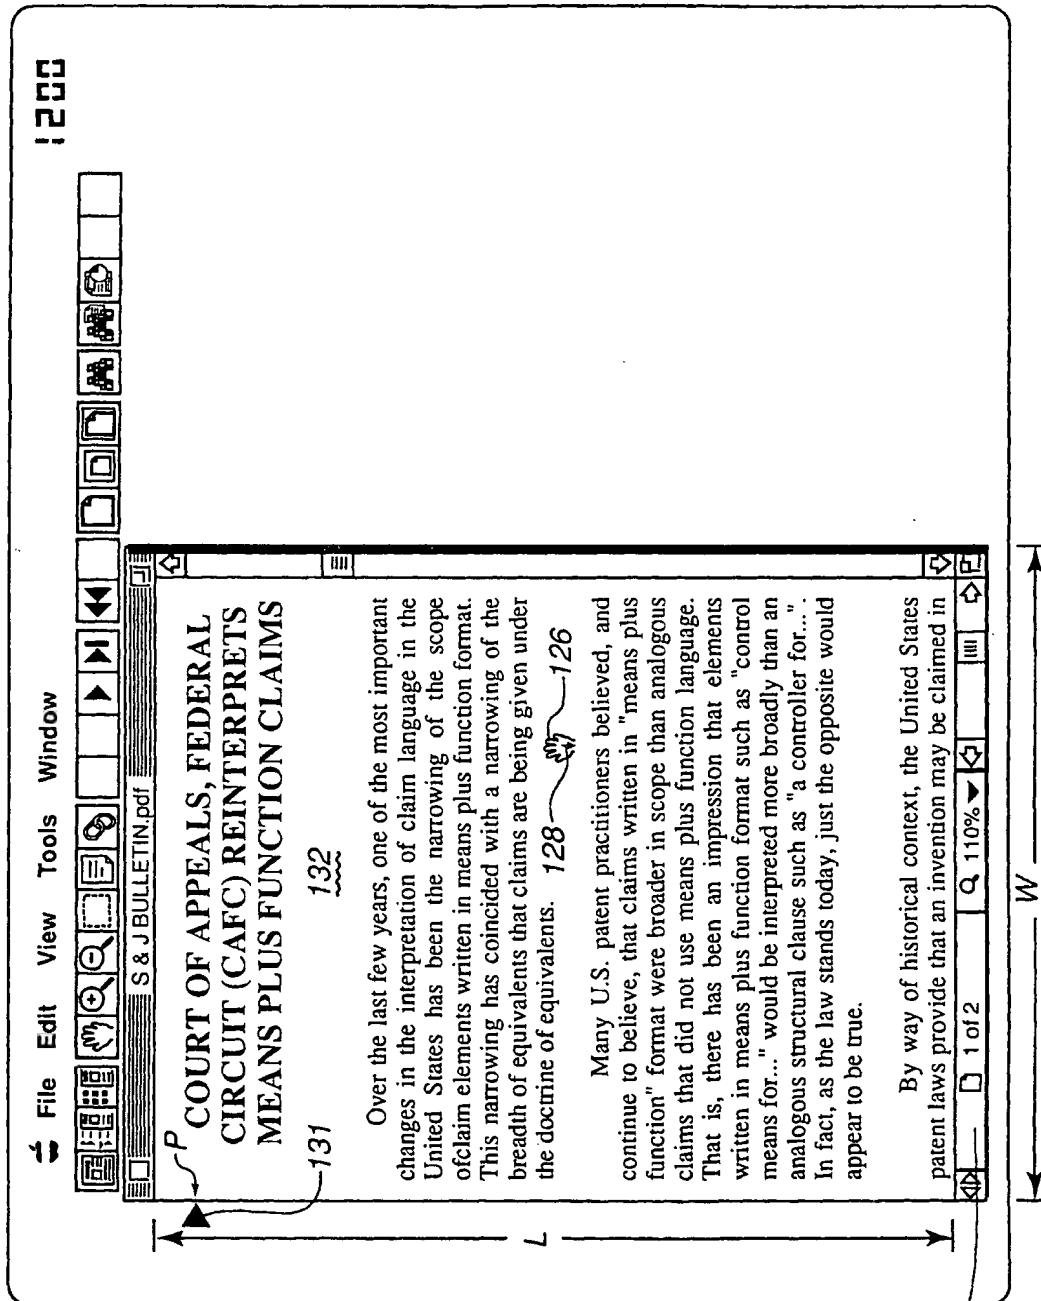 File Edit View Tools Window
1200
S & J BULLETIN.pdf
P
COURT OF APPEALS, FEDERAL
CIRCUIT (CAFC) REINTERPRETS
MEANS PLUS FUNCTION CLAIMS
131
132
Over the last few years, one of the most important
changes in the interpretation of claim language in the
United States has been the narrowing of the scope
ofclaim elements written in means plus function format.
This narrowing has coincided with a narrowing of the
breadth of equivalents that claims are being given under
the doctrine of equivalents.
128
126
Many U.S. patent practitioners believed, and
continue to believe, that claims written in "means plus
function" format were broader in scope than analogous
claims that did not use means plus function language.
That is, there has been an impression that elements
written in means plus function format such as "control
means for..." would be interpreted more broadly than an
analogous structural clause such as "a controller for...".
In fact, as the law stands today, just the opposite would
appear to be true.
By way of historical context, the United States
patent laws provide that an invention may be claimed in
1 of 2
110%
L
W